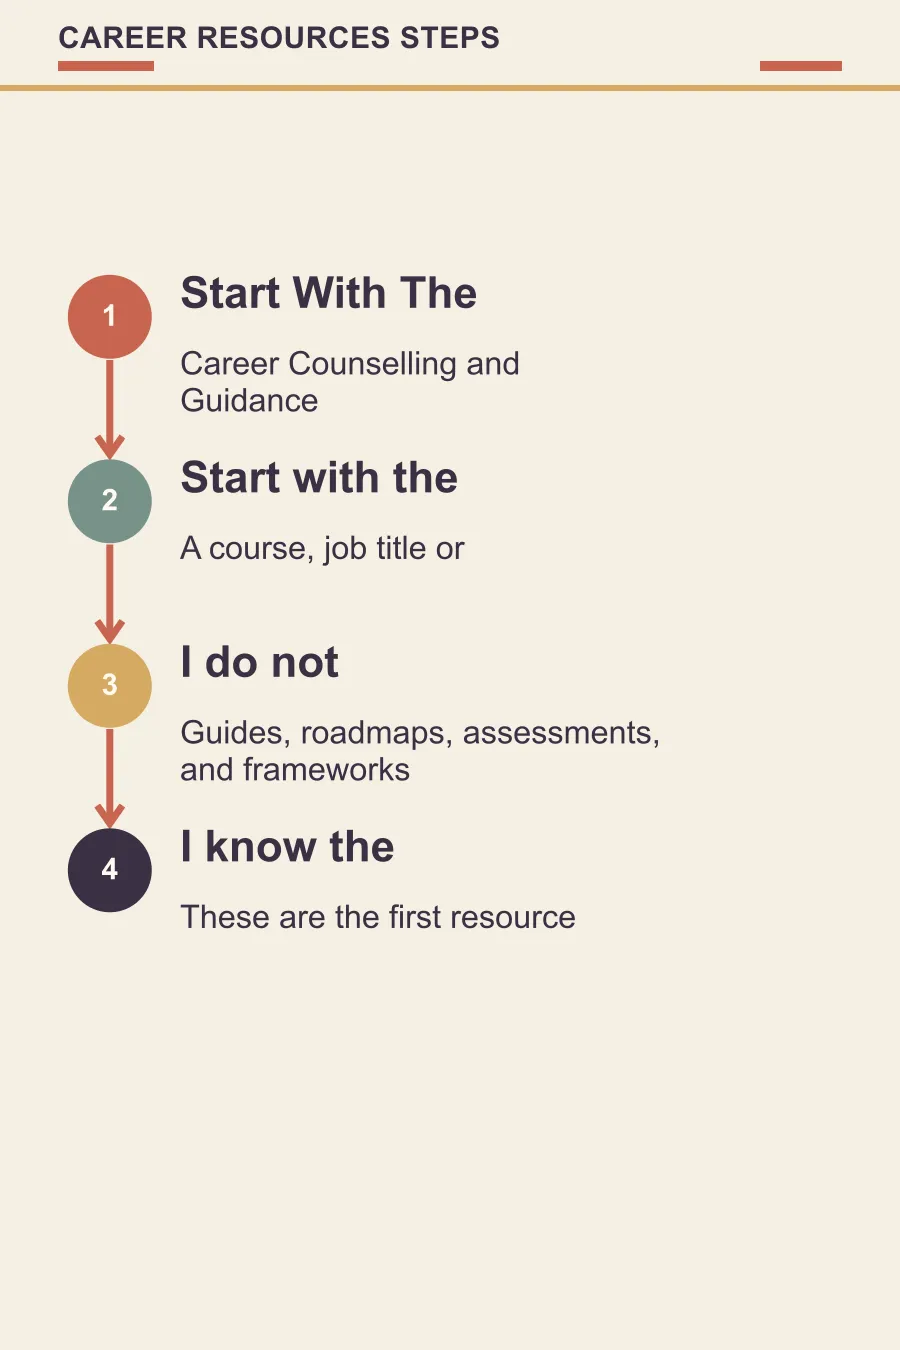 CAREER RESOURCES STEPS
1
Start With The
Career Counselling and
Guidance
2
Start with the
A course, job title or
3
I do not
Guides, roadmaps, assessments,
and frameworks
4
I know the
These are the first resource